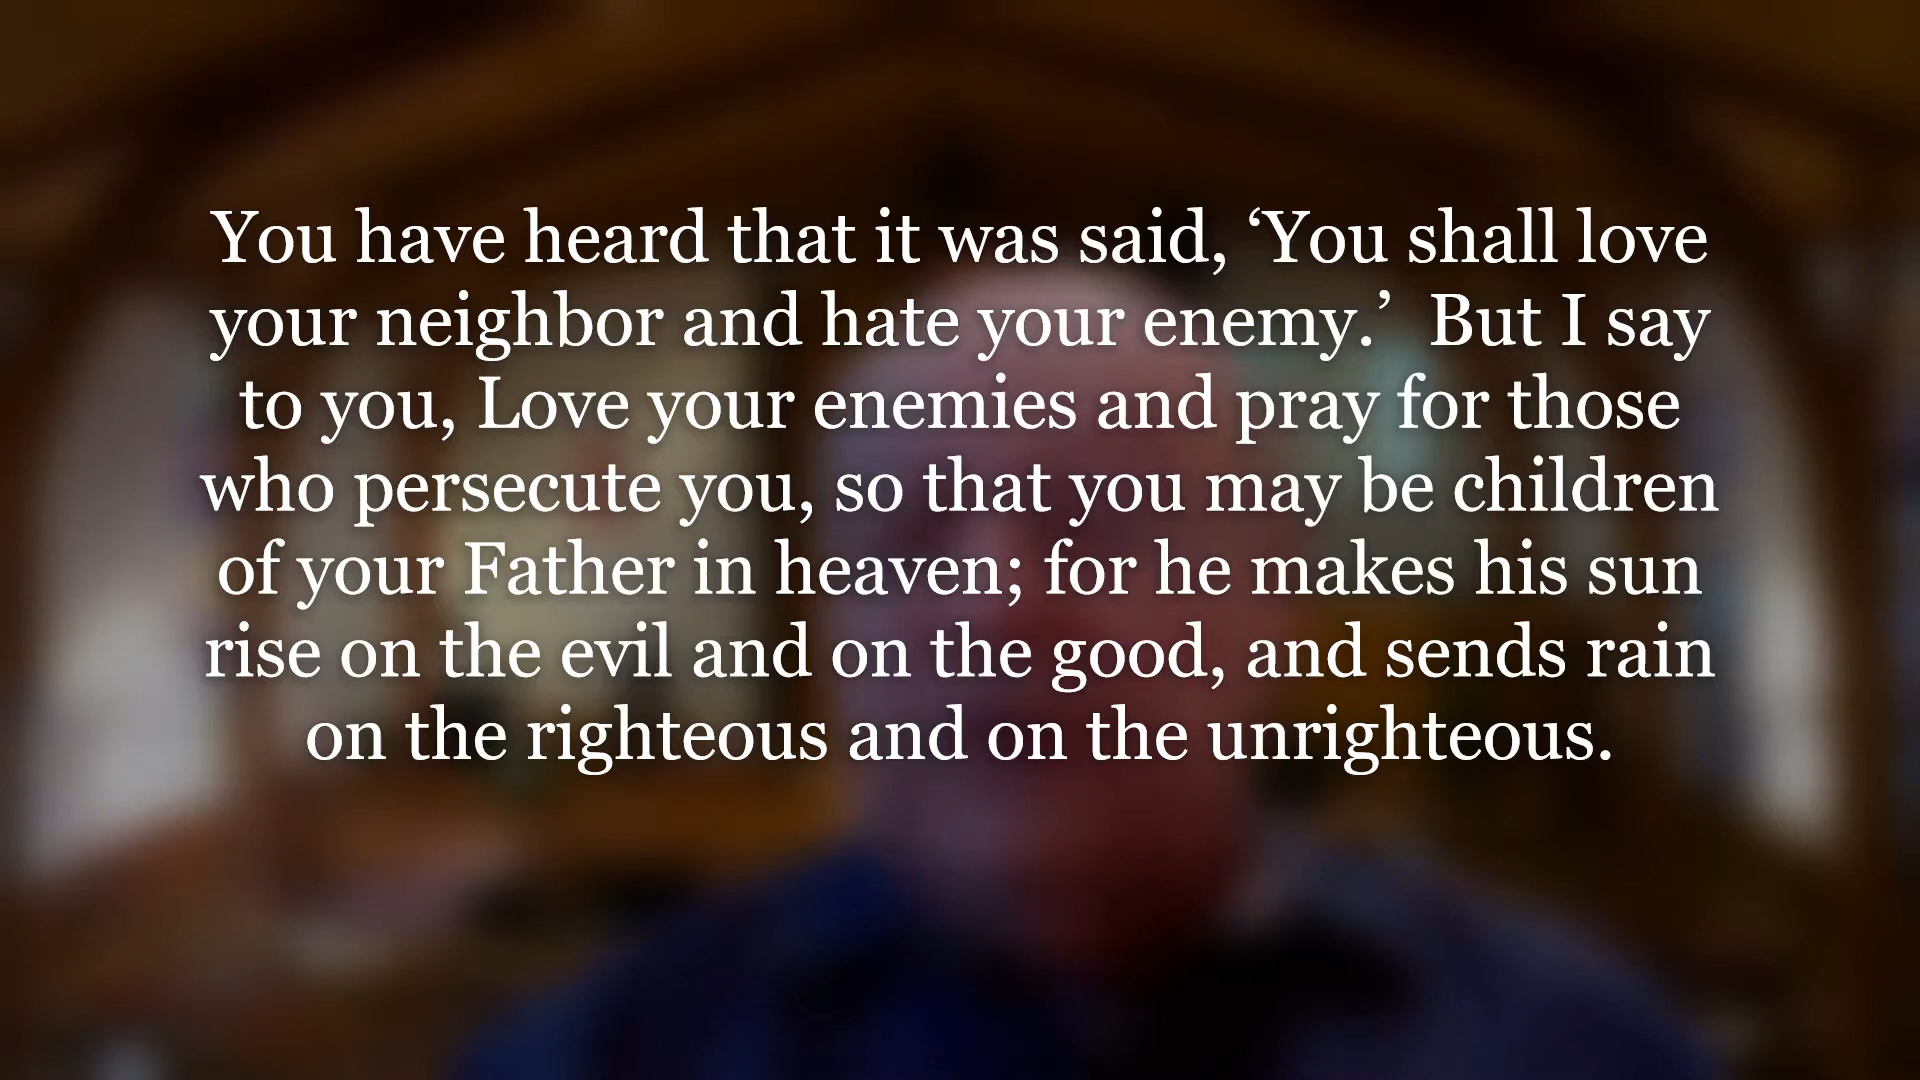 You have heard that it was said, ‘You shall love
your neighbor and hate your enemy.’  But I say
to you, Love your enemies and pray for those
who persecute you, so that you may be children
of your Father in heaven; for he makes his sun
rise on the evil and on the good, and sends rain
on the righteous and on the unrighteous.